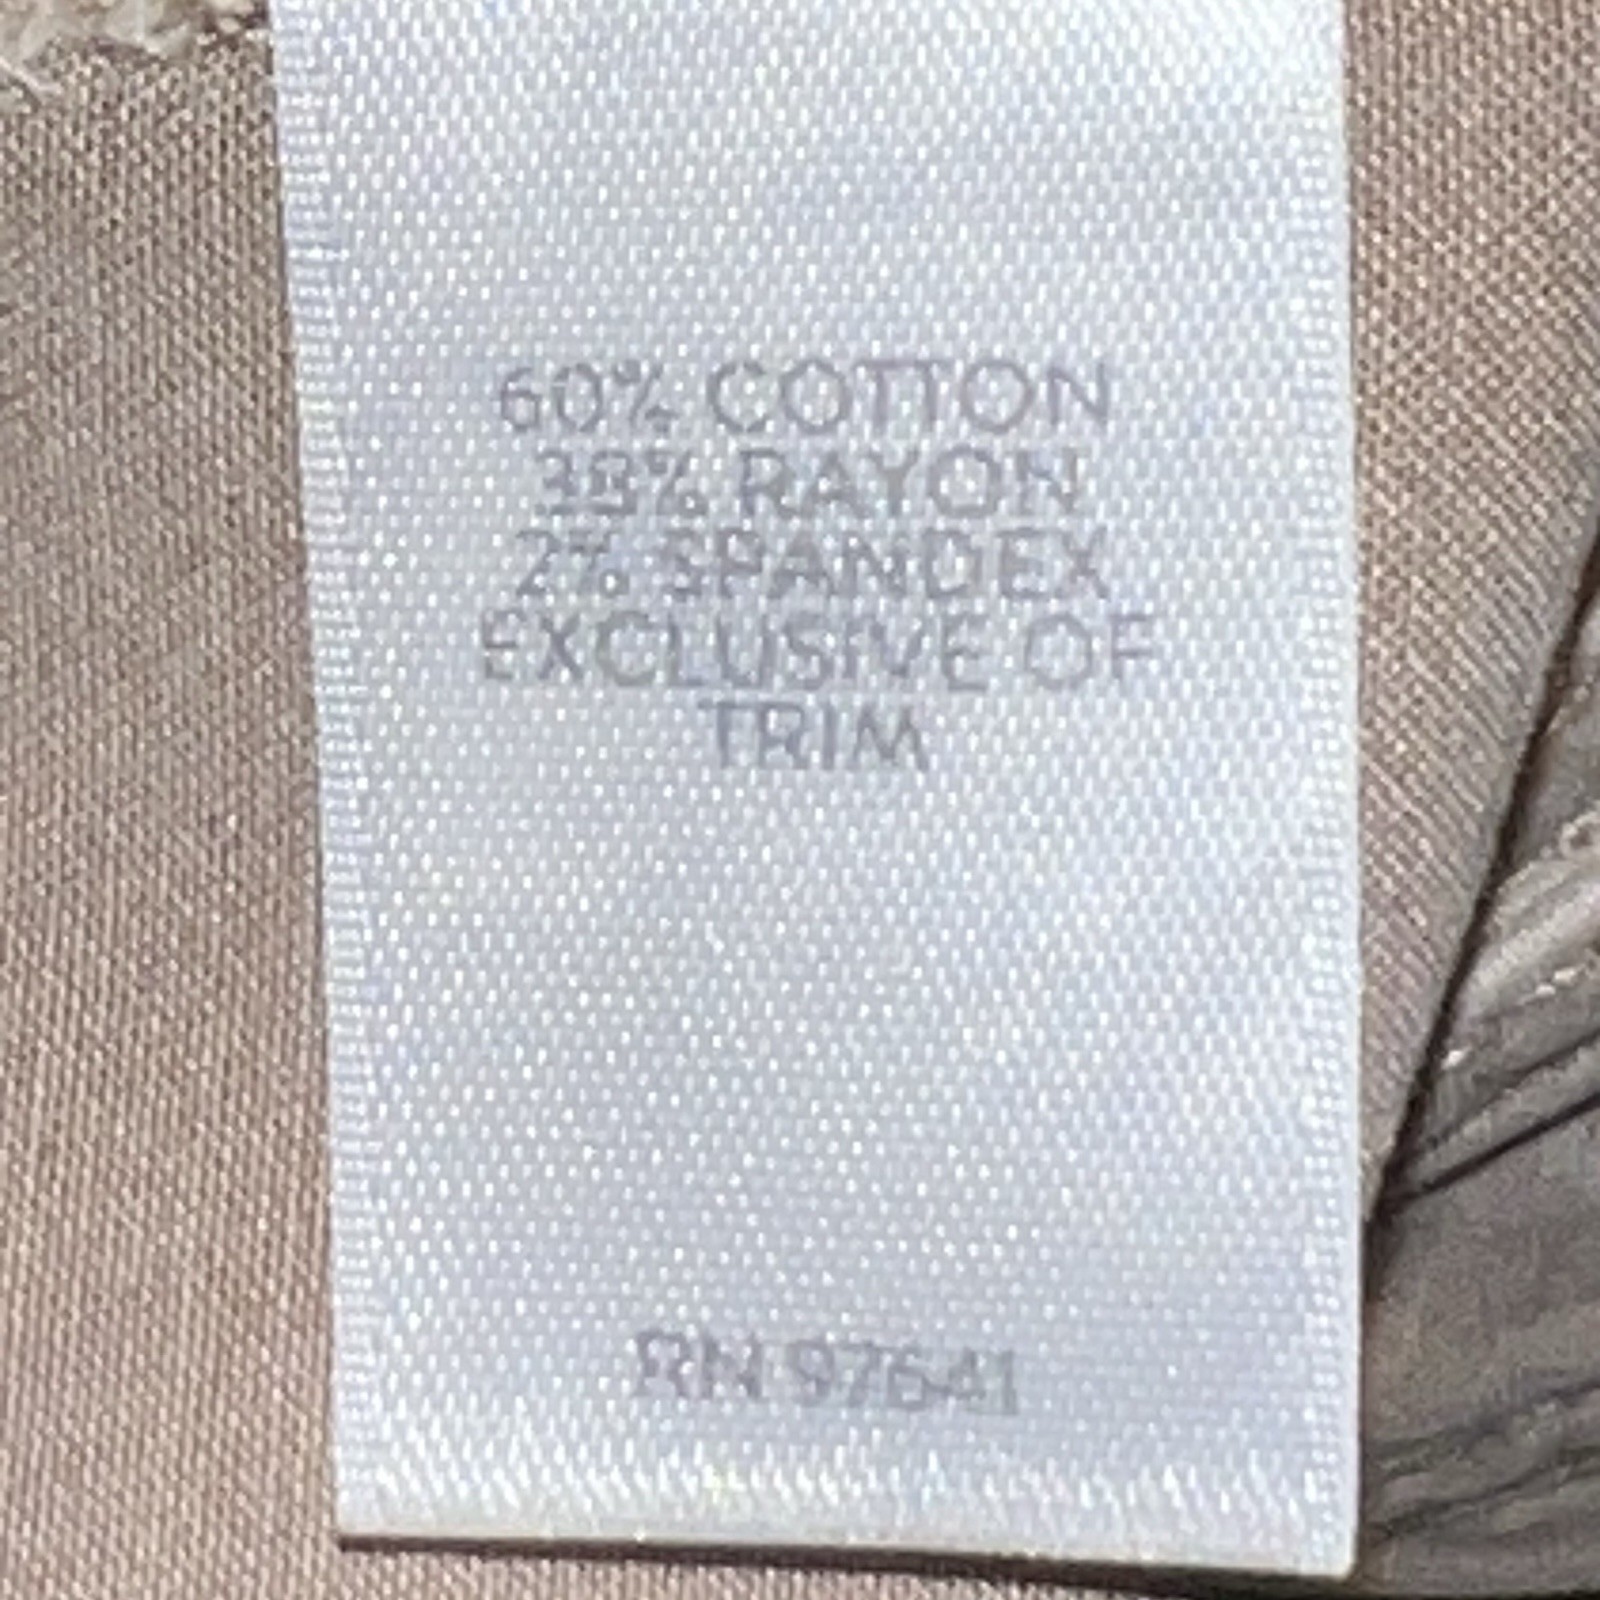 60% COTTON
38% RAYON
2% SPANDEX
EXCLUSIVE OF
TRIM
RN 97641